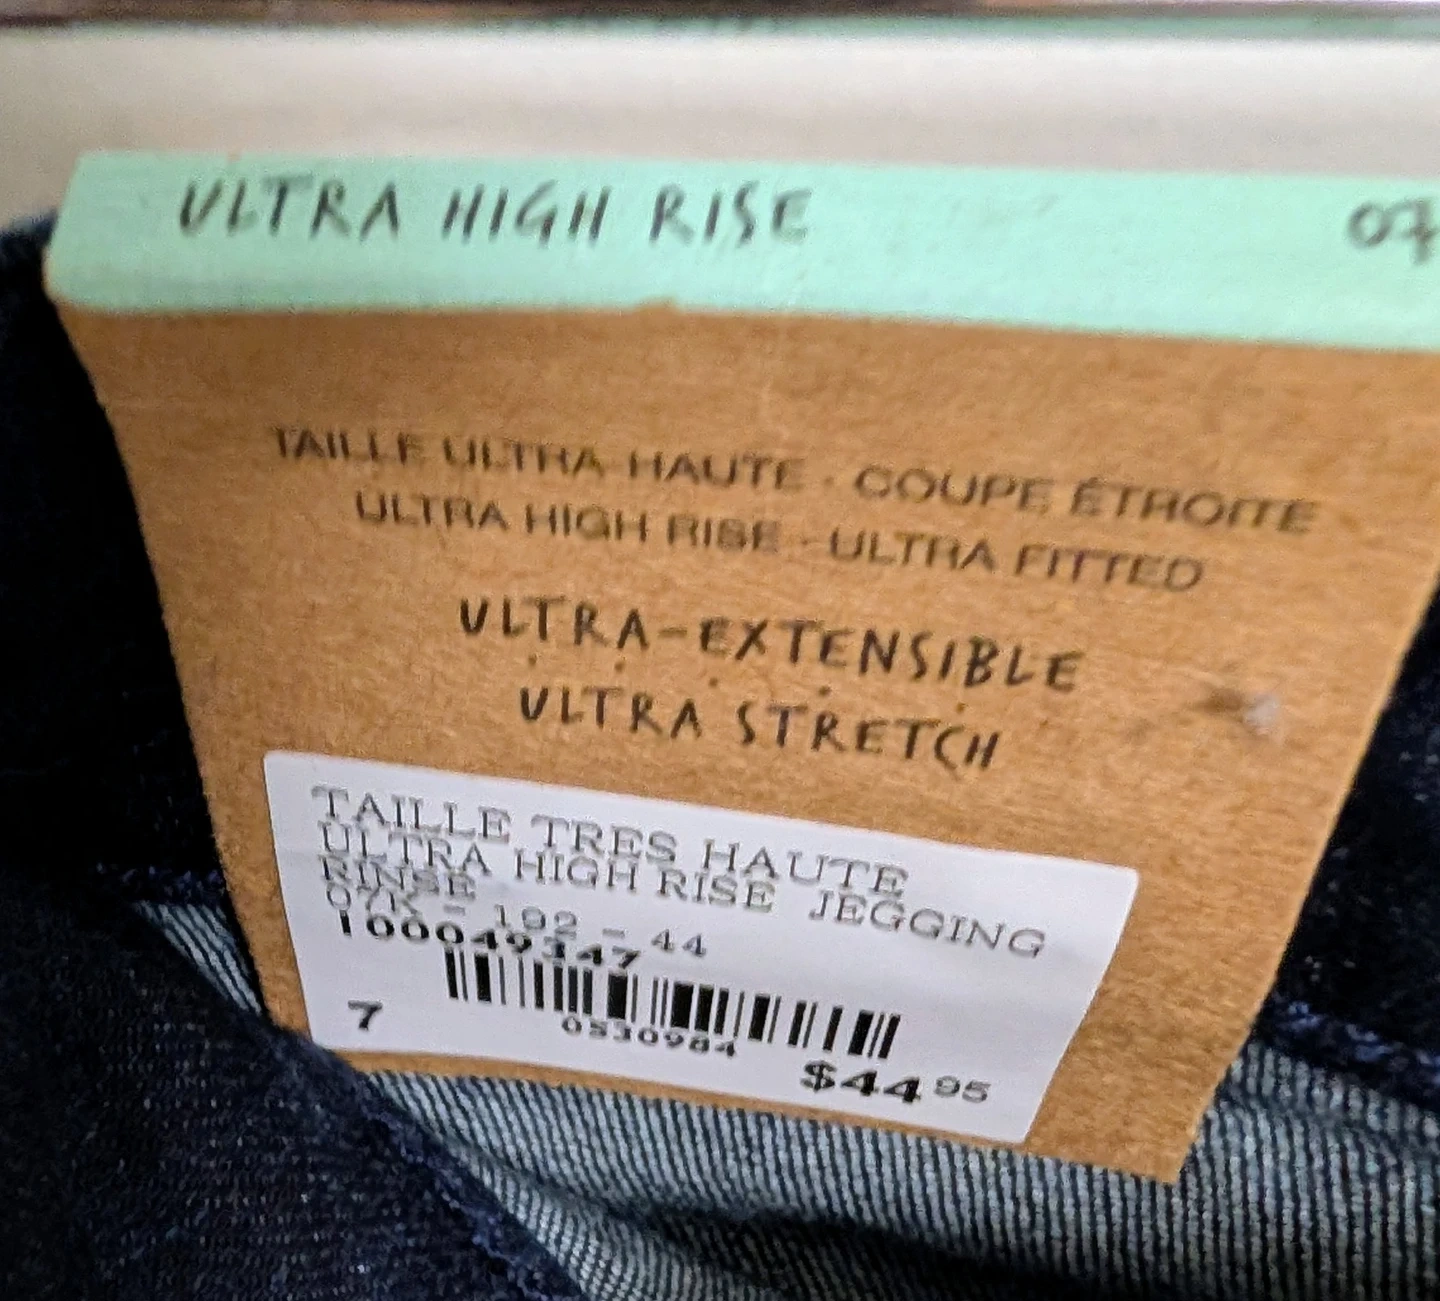 ULTRA HIGH RISE 07
TAILLE ULTRA-HAUTE · COUPE ÉTROITE
ULTRA HIGH RISE · ULTRA FITTED
ULTRA-EXTENSIBLE
ULTRA STRETCH
TAILLE TRES HAUTE
ULTRA HIGH RISE JEGGING
RINSE
07K - 192 - 44
100049347
7 0530984
$44 95